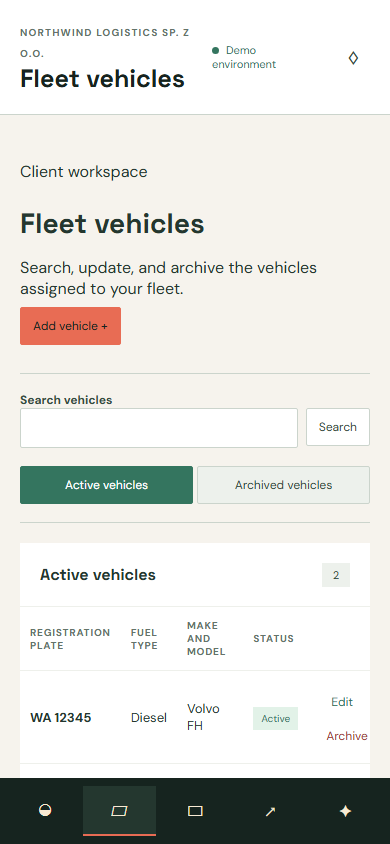 NORTHWIND LOGISTICS SP. Z
O.O.
Fleet vehicles
Demo
environment
Client workspace
Fleet vehicles
Search, update, and archive the vehicles
assigned to your fleet.
Add vehicle +
Search vehicles
Search
Active vehicles
Archived vehicles
Active vehicles
2
REGISTRATION
PLATE
FUEL
TYPE
MAKE
AND
MODEL
STATUS
WA 12345
Diesel
Volvo
FH
Active
Edit
Archive